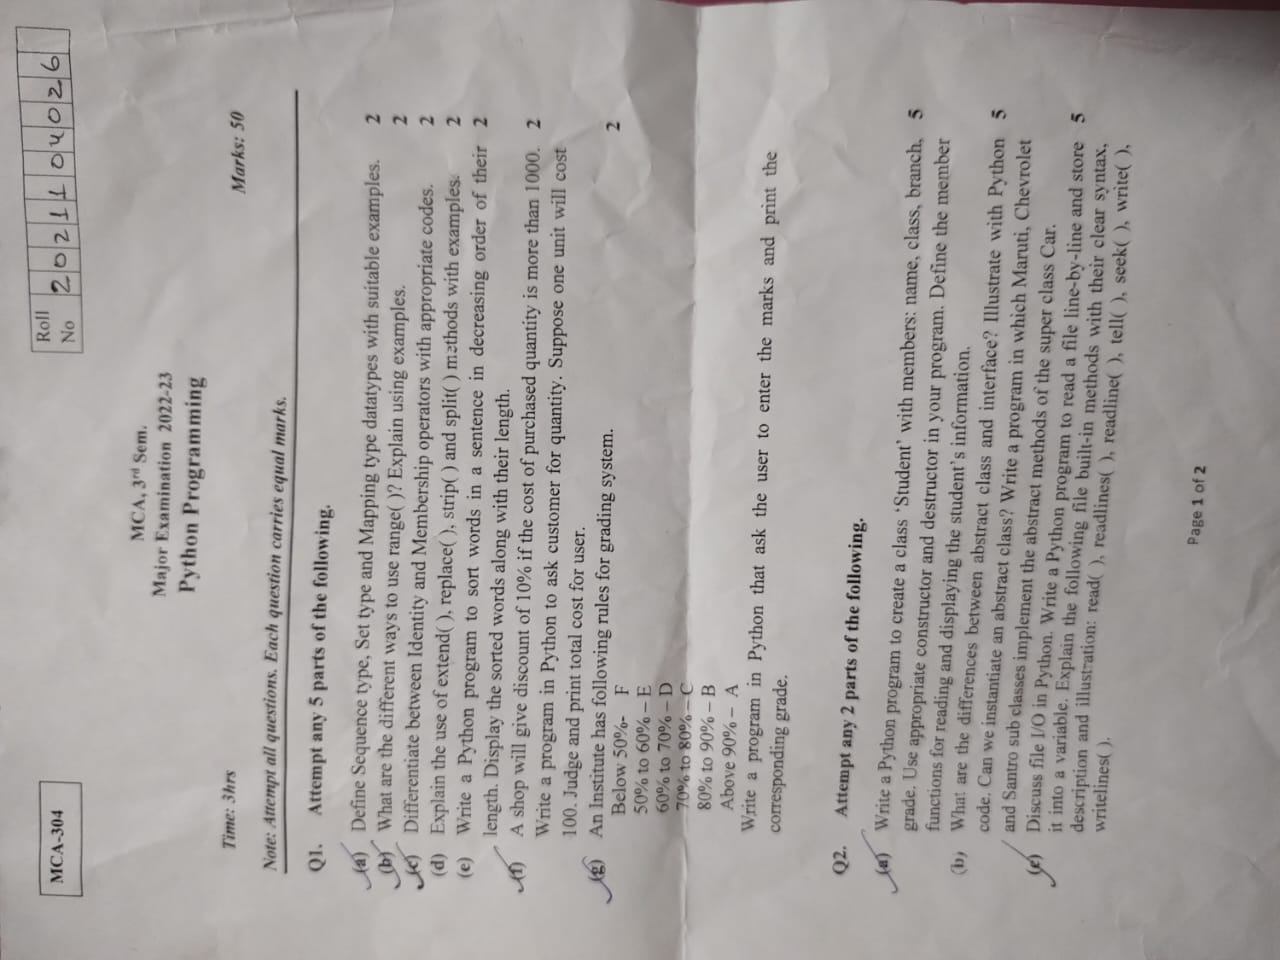 Roll No 20211104026
MCA-304
MCA, 3rd Sem.
Major Examination 2022-23
Python Programming
Time: 3hrs Marks: 50
Note: Attempt all questions. Each question carries equal marks.
Q1. Attempt any 5 parts of the following.
(a) Define Sequence type, Set type and Mapping type datatypes with suitable examples. 2
(b) What are the different ways to use range( )? Explain using examples. 2
(c) Differentiate between Identity and Membership operators with appropriate codes. 2
(d) Explain the use of extend( ), replace( ), strip( ) and split( ) methods with examples. 2
(e) Write a Python program to sort words in a sentence in decreasing order of their 2
length. Display the sorted words along with their length.
(f) A shop will give discount of 10% if the cost of purchased quantity is more than 1000. 2
Write a program in Python to ask customer for quantity. Suppose one unit will cost
100. Judge and print total cost for user.
(g) An Institute has following rules for grading system. 2
Below 50%- F
50% to 60% – E
60% to 70% – D
70% to 80% – C
80% to 90% – B
Above 90% – A
Write a program in Python that ask the user to enter the marks and print the
corresponding grade.
Q2. Attempt any 2 parts of the following.
(a) Write a Python program to create a class ‘Student’ with members: name, class, branch, 5
grade. Use appropriate constructor and destructor in your program. Define the member
functions for reading and displaying the student’s information.
(b) What are the differences between abstract class and interface? Illustrate with Python 5
code. Can we instantiate an abstract class? Write a program in which Maruti, Chevrolet
and Santro sub classes implement the abstract methods of the super class Car.
(c) Discuss file I/O in Python. Write a Python program to read a file line-by-line and store 5
it into a variable. Explain the following file built-in methods with their clear syntax,
description and illustration: read( ), readlines( ), readline( ), tell( ), seek( ), write( ),
writelines( ).
Page 1 of 2